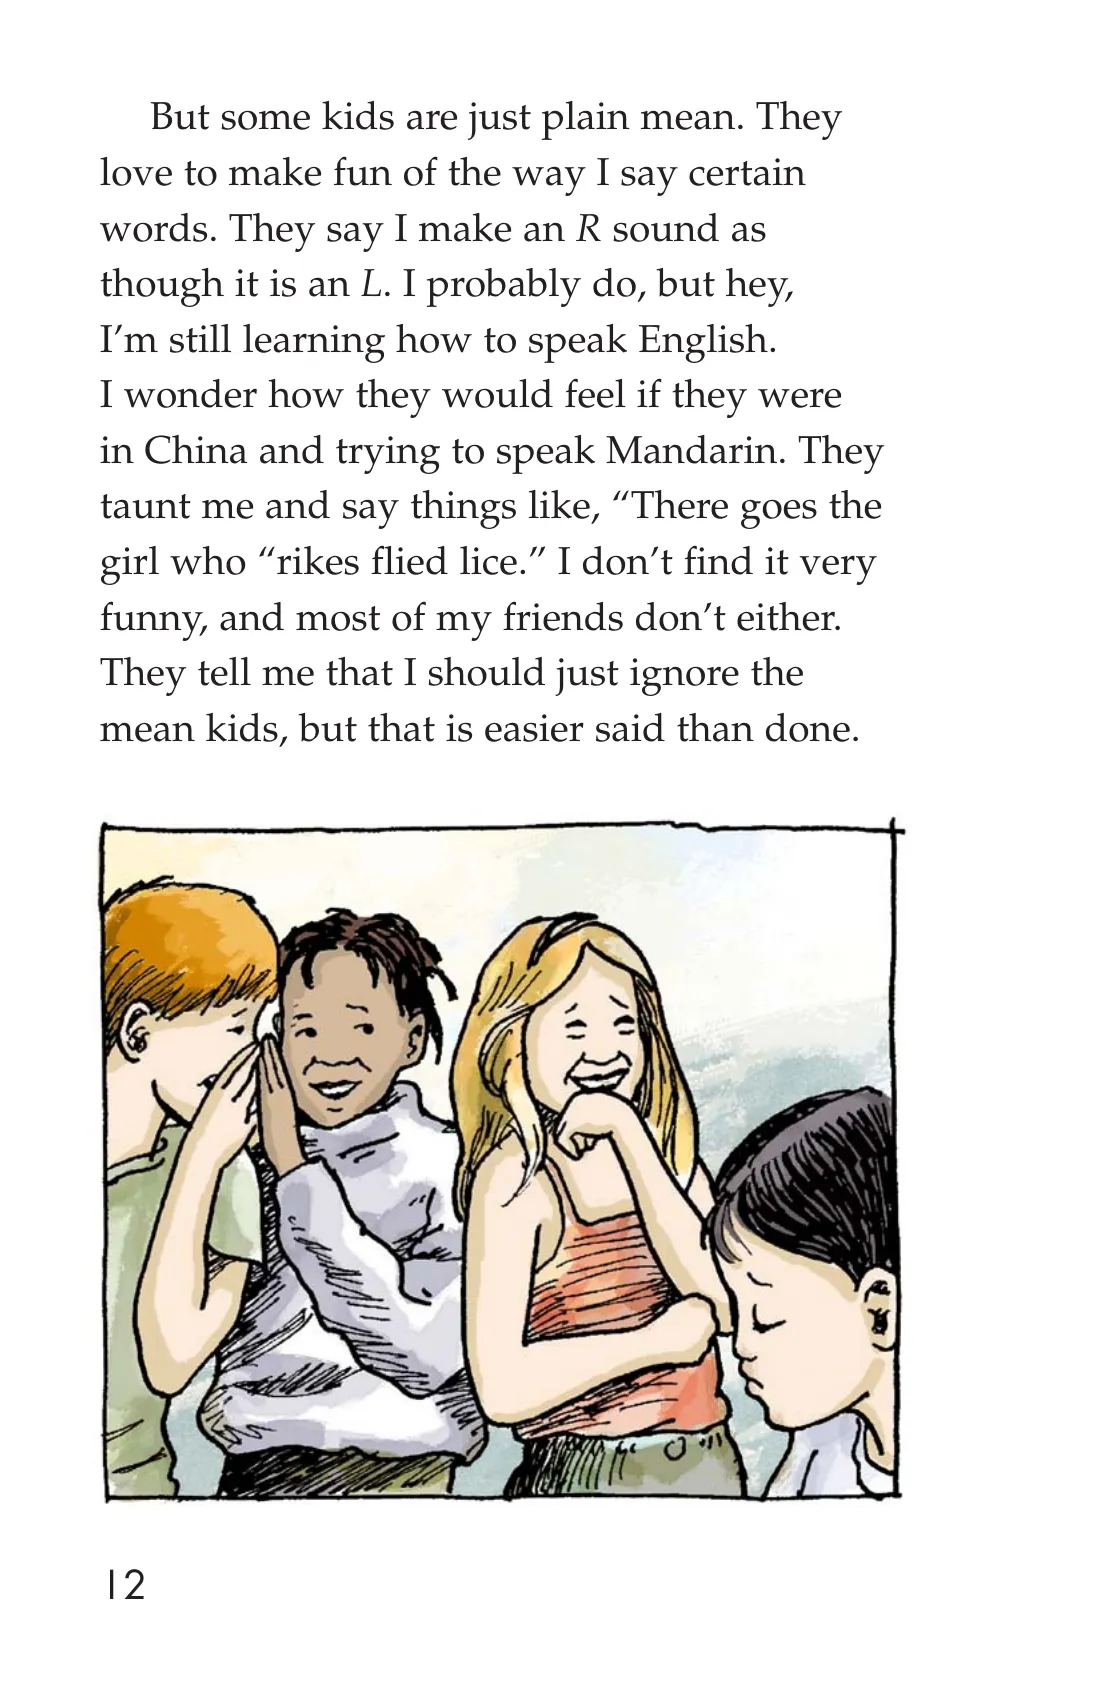 But some kids are just plain mean. They
love to make fun of the way I say certain
words. They say I make an R sound as
though it is an L. I probably do, but hey,
I’m still learning how to speak English.
I wonder how they would feel if they were
in China and trying to speak Mandarin. They
taunt me and say things like, “There goes the
girl who “rikes flied lice.” I don’t find it very
funny, and most of my friends don’t either.
They tell me that I should just ignore the
mean kids, but that is easier said than done.
12